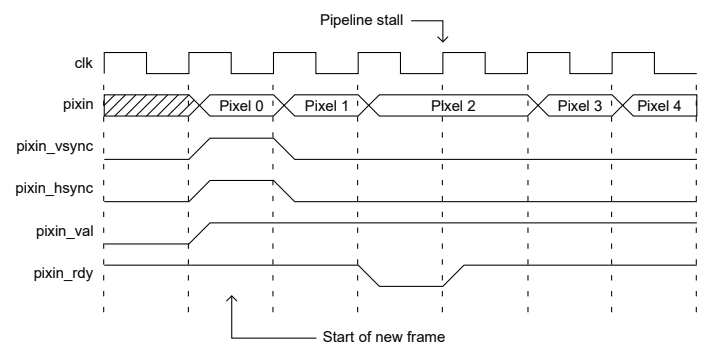 Pipeline stall
clk
pixin Pixel 0 Pixel 1 PIxel 2 Pixel 3 Pixel 4
pixin_vsync
pixin_hsync
pixin_val
pixin_rdy
Start of new frame